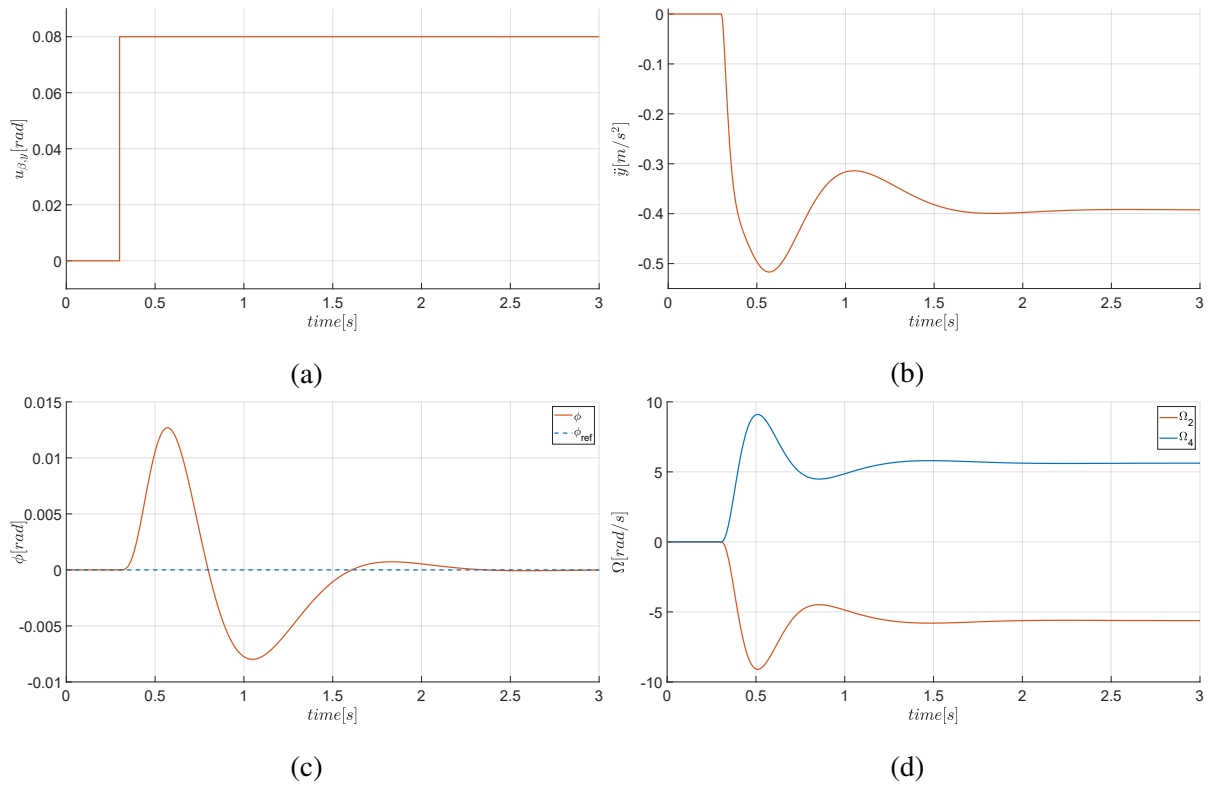 0.08
0.06
0.04
0.02
0
u_{β,y}[rad]
0 0.5 1 1.5 2 2.5 3
time[s]
(a)
0
-0.1
-0.2
-0.3
-0.4
-0.5
ÿ[m/s²]
0 0.5 1 1.5 2 2.5 3
time[s]
(b)
0.015
0.01
0.005
0
-0.005
-0.01
ϕ[rad]
ϕ
ϕ_{ref}
0 0.5 1 1.5 2 2.5 3
time[s]
(c)
10
5
0
-5
-10
Ω[rad/s]
Ω₂
Ω₄
0 0.5 1 1.5 2 2.5 3
time[s]
(d)